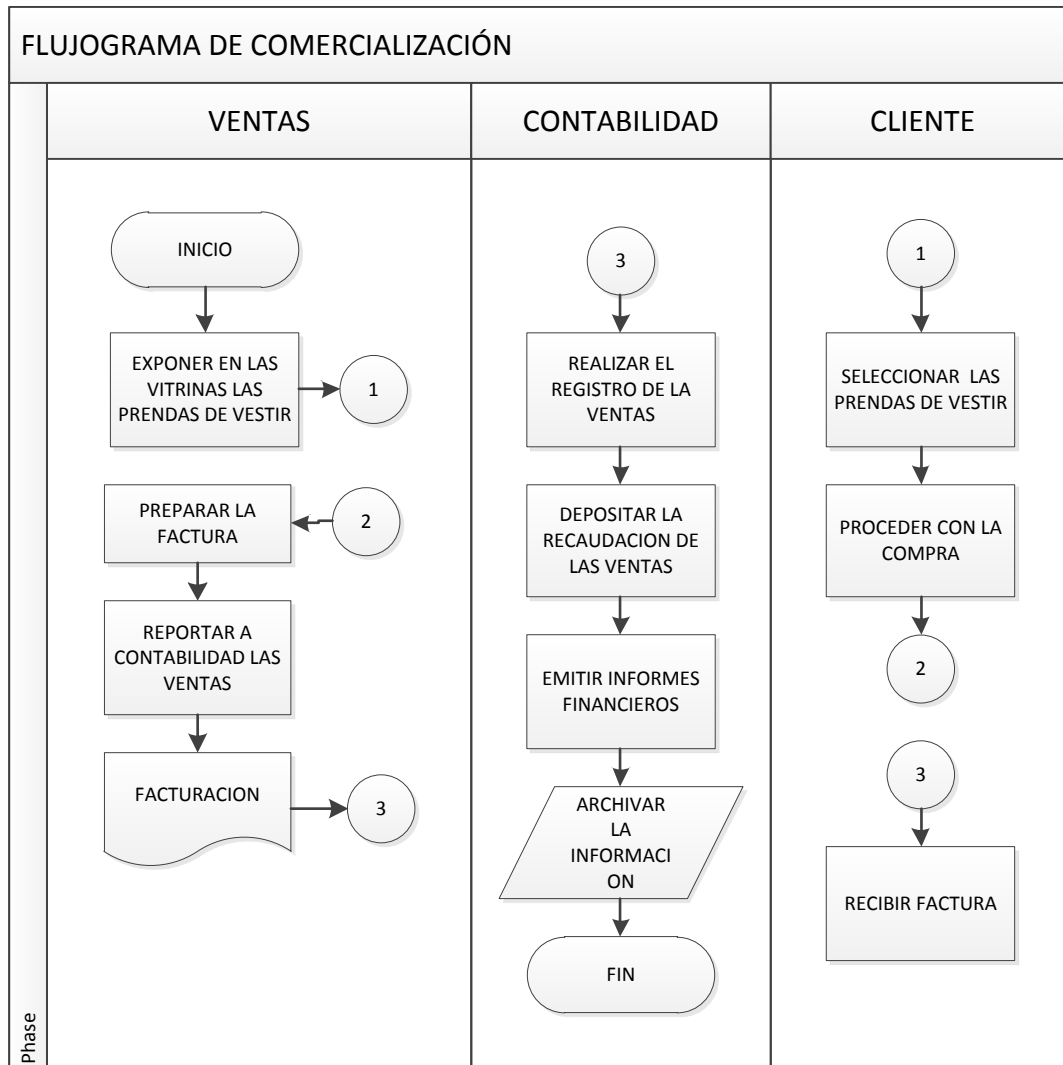 FLUJOGRAMA DE COMERCIALIZACIÓN
Phase
VENTAS
INICIO
EXPONER EN LAS
VITRINAS LAS
PRENDAS DE VESTIR
1
PREPARAR LA
FACTURA
2
REPORTAR A
CONTABILIDAD LAS
VENTAS
FACTURACION
3
CONTABILIDAD
3
REALIZAR EL
REGISTRO DE LA
VENTAS
DEPOSITAR LA
RECAUDACION DE
LAS VENTAS
EMITIR INFORMES
FINANCIEROS
ARCHIVAR
LA
INFORMACI
ON
FIN
CLIENTE
1
SELECCIONAR LAS
PRENDAS DE VESTIR
PROCEDER CON LA
COMPRA
2
3
RECIBIR FACTURA